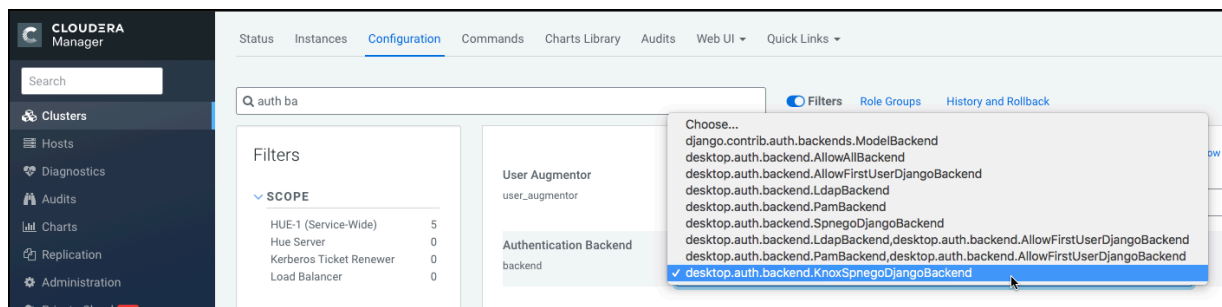 CLOUDERA
Manager
Search
Clusters
Hosts
Diagnostics
Audits
Charts
Replication
Administration
Status Instances Configuration Commands Charts Library Audits Web UI Quick Links
auth ba
Filters Role Groups History and Rollback
Filters
SCOPE
HUE-1 (Service-Wide) 5
Hue Server 0
Kerberos Ticket Renewer 0
Load Balancer 0
User Augmentor
user_augmentor
Authentication Backend
backend
Choose...
django.contrib.auth.backends.ModelBackend
desktop.auth.backend.AllowAllBackend
desktop.auth.backend.AllowFirstUserDjangoBackend
desktop.auth.backend.LdapBackend
desktop.auth.backend.PamBackend
desktop.auth.backend.SpnegoDjangoBackend
desktop.auth.backend.LdapBackend,desktop.auth.backend.AllowFirstUserDjangoBackend
desktop.auth.backend.PamBackend,desktop.auth.backend.AllowFirstUserDjangoBackend
✓ desktop.auth.backend.KnoxSpnegoDjangoBackend